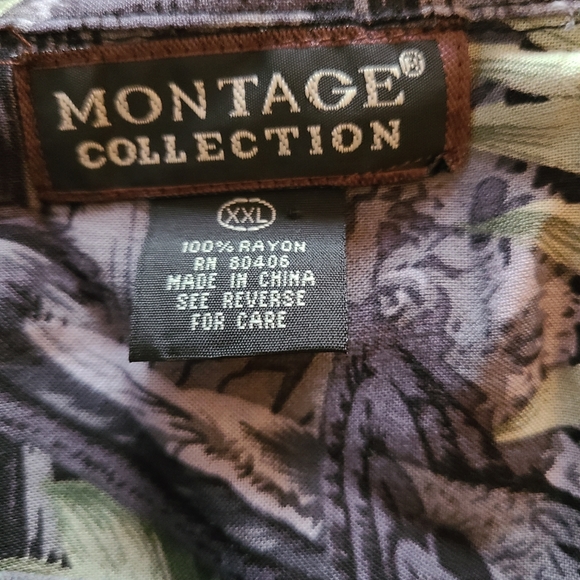 MONTAGE®
COLLECTION
XXL
100% RAYON
RN 80406
MADE IN CHINA
SEE REVERSE
FOR CARE